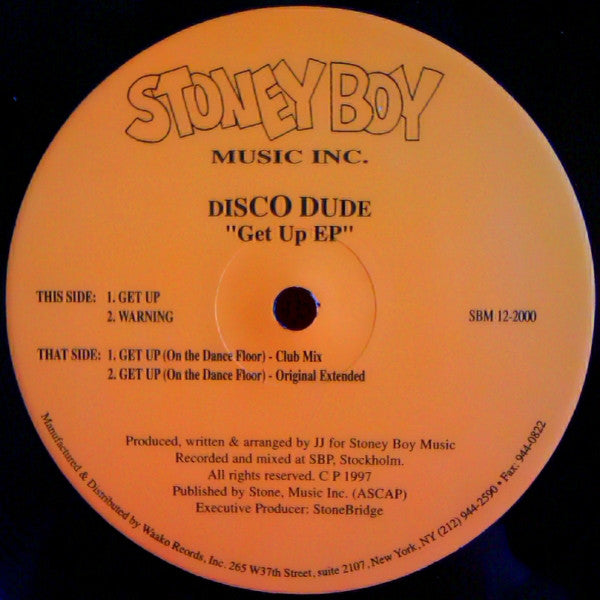 STONEY BOY
MUSIC INC.
DISCO DUDE
"Get Up EP"
THIS SIDE: 1. GET UP
2. WARNING
SBM 12-2000
THAT SIDE: 1. GET UP (On the Dance Floor) - Club Mix
2. GET UP (On the Dance Floor) - Original Extended
Produced, written & arranged by JJ for Stoney Boy Music
Recorded and mixed at SBP, Stockholm.
All rights reserved. C P 1997
Published by Stone, Music Inc. (ASCAP)
Executive Producer: StoneBridge
Manufactured & Distributed by Waako Reords, Inc. 265 W37th Street, suite 2107, New York, NY (212) 944-2590 • Fax: 944-0822